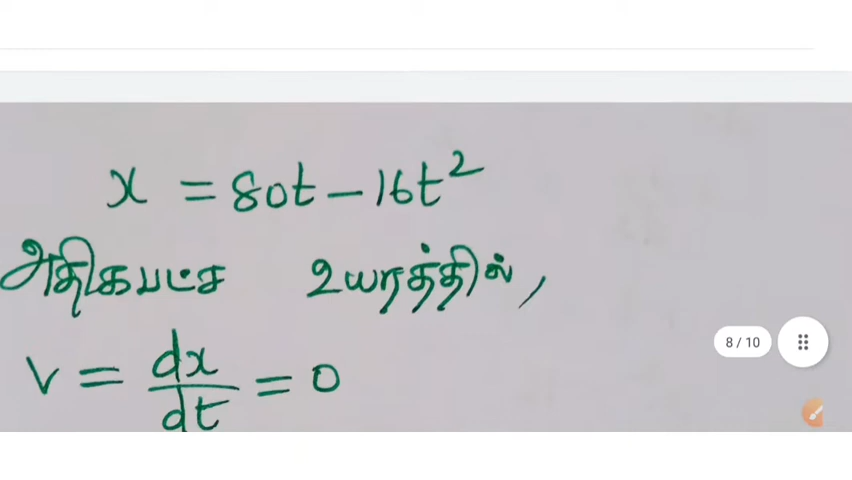 x = 80t - 16t²
அதிகபட்ச உயரத்தில்,
v = dx/dt = 0
8 / 10